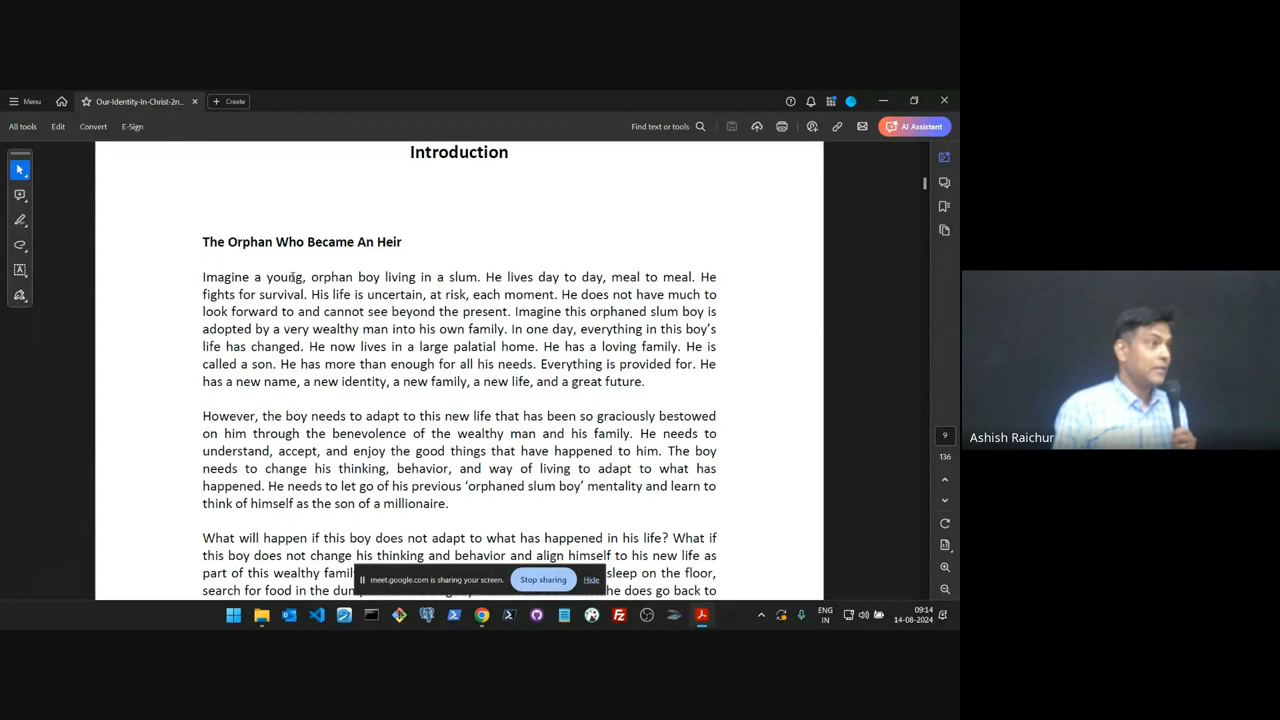 Menu
Our-Identity-In-Christ-2n...
Create
All tools
Edit
Convert
E-Sign
Find text or tools
AI Assistant
Introduction
The Orphan Who Became An Heir
Imagine a young, orphan boy living in a slum. He lives day to day, meal to meal. He
fights for survival. His life is uncertain, at risk, each moment. He does not have much to
look forward to and cannot see beyond the present. Imagine this orphaned slum boy is
adopted by a very wealthy man into his own family. In one day, everything in this boy's
life has changed. He now lives in a large palatial home. He has a loving family. He is
called a son. He has more than enough for all his needs. Everything is provided for. He
has a new name, a new identity, a new family, a new life, and a great future.
However, the boy needs to adapt to this new life that has been so graciously bestowed
on him through the benevolence of the wealthy man and his family. He needs to
understand, accept, and enjoy the good things that have happened to him. The boy
needs to change his thinking, behavior, and way of living to adapt to what has
happened. He needs to let go of his previous ‘orphaned slum boy’ mentality and learn to
think of himself as the son of a millionaire.
What will happen if this boy does not adapt to what has happened in his life? What if
this boy does not change his thinking and behavior and align himself to his new life as
part of this wealthy sleep on the floor,
search for food in the he does go back to
meet.google.com is sharing your screen.
Stop sharing
Hide
9
136
ENG
IN
09:14
14-08-2024
Ashish Raichur